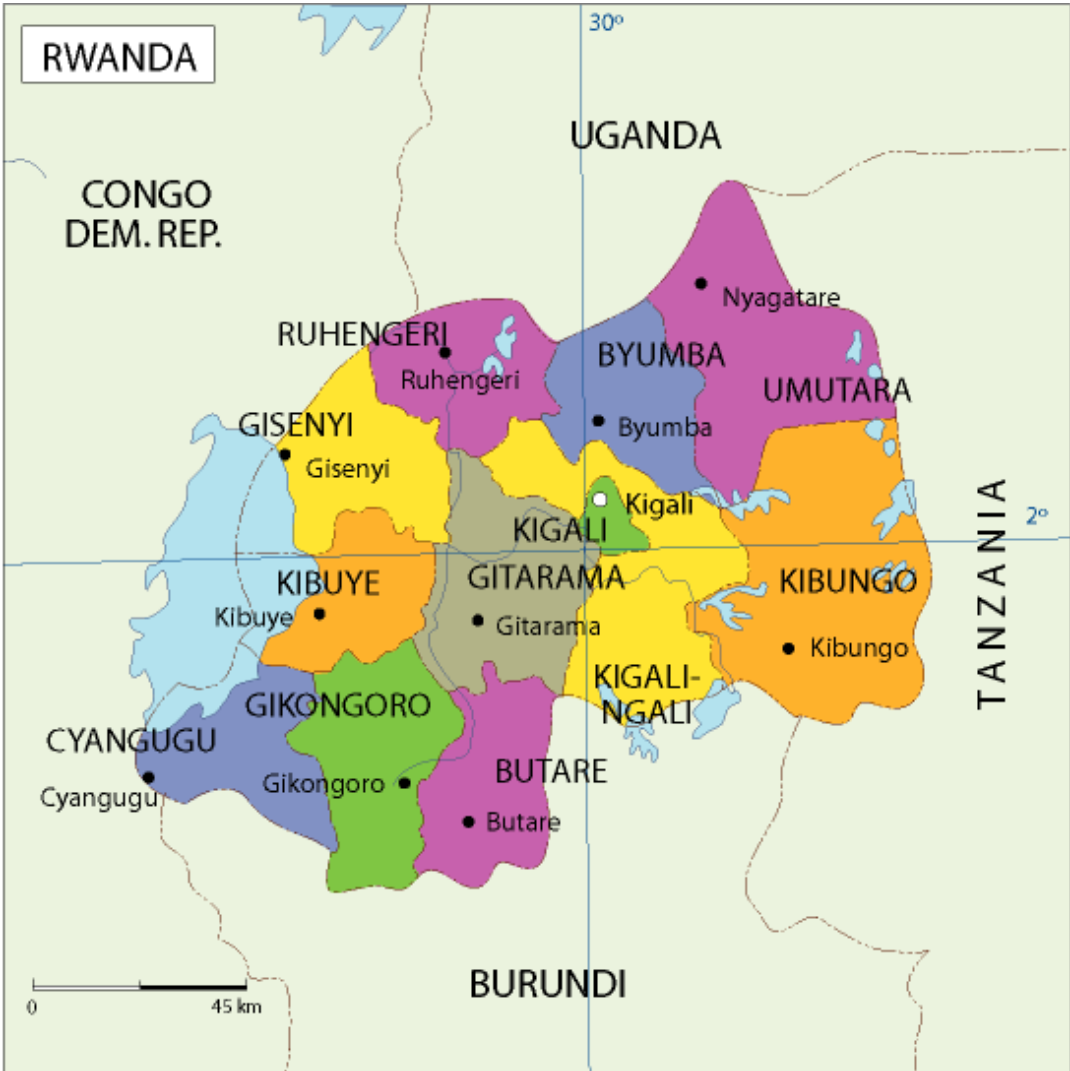 RWANDA
30º
UGANDA
CONGO
DEM. REP.
Nyagatare
RUHENGERI
BYUMBA
Ruhengeri
UMUTARA
GISENYI
Byumba
Gisenyi
Kigali
2º
KIGALI
TANZANIA
KIBUYE
GITARAMA
KIBUNGO
Kibuye
Gitarama
Kibungo
KIGALI-
NGALI
GIKONGORO
CYANGUGU
BUTARE
Gikongoro
Cyangugu
Butare
BURUNDI
0
45 km